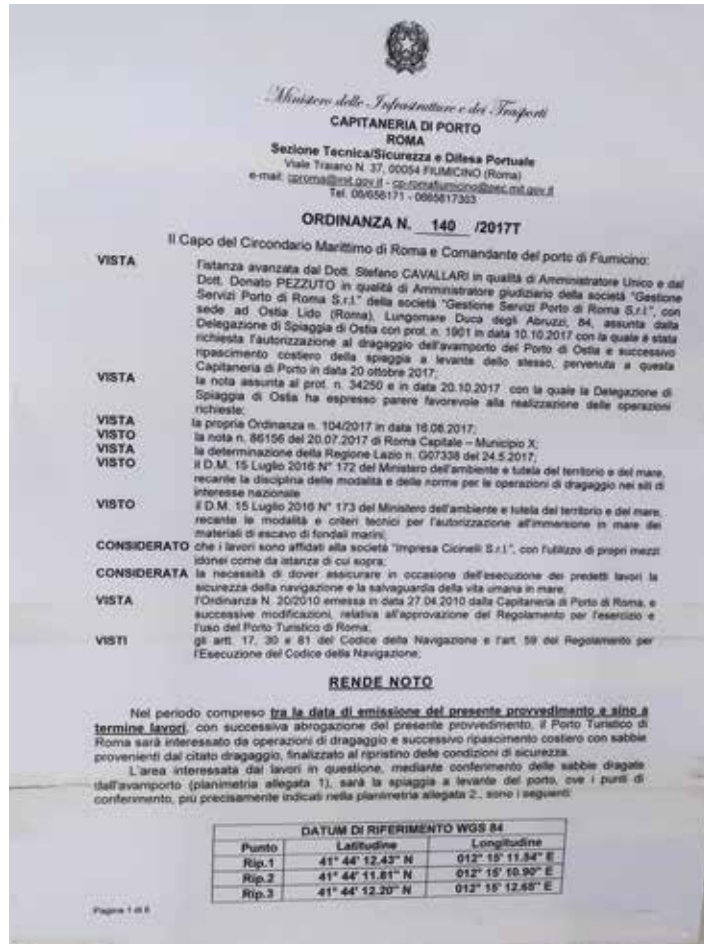 Ministero delle Infrastrutture e dei Trasporti
CAPITANERIA DI PORTO
ROMA
Sezione Tecnica/Sicurezza e Difesa Portuale
Viale Traiano N. 37, 00054 FIUMICINO (Roma)
e-mail: cproma@mit.gov.it - cp-romafiumicino@pec.mit.gov.it
Tel. 06/656171 - 0665617303
ORDINANZA N. 140 /2017T
Il Capo del Circondario Marittimo di Roma e Comandante del porto di Fiumicino:
VISTA l'istanza avanzata dal Dott. Stefano CAVALLARI in qualità di Amministratore Unico e dal
Dott. Donato PEZZUTO in qualità di Amministratore giudiziario della società "Gestione
Servizi Porto di Roma S.r.l." della società "Gestione Servizi Porto di Roma S.r.l.", con
sede ad Ostia Lido (Roma), Lungomare Duca degli Abruzzi, 84, assunta dalla
Delegazione di Spiaggia di Ostia con prot. n. 1901 in data 10.10.2017 con la quale è stata
richiesta l'autorizzazione al dragaggio dell'avamporto del Porto di Ostia e successivo
ripascimento costiero della spiaggia a levante dello stesso, pervenuta a questa
Capitaneria di Porto in data 20 ottobre 2017;
VISTA la nota assunta al prot. n. 34250 e in data 20.10.2017 con la quale la Delegazione di
Spiaggia di Ostia ha espresso parere favorevole alla realizzazione delle operazioni
richieste;
VISTA la propria Ordinanza n. 104/2017 in data 16.08.2017;
VISTO la nota n. 86156 del 20.07.2017 di Roma Capitale – Municipio X;
VISTA la determinazione della Regione Lazio n. G07338 del 24.5.2017;
VISTO il D.M. 15 Luglio 2016 N° 172 del Ministero dell'ambiente e tutela del territorio e del mare,
recante la disciplina delle modalità e delle norme per le operazioni di dragaggio nei siti di
interesse nazionale
VISTO il D.M. 15 Luglio 2016 N° 173 del Ministero dell'ambiente e tutela del territorio e del mare,
recante le modalità e criteri tecnici per l'autorizzazione all'immersione in mare dei
materiali di escavo di fondali marini;
CONSIDERATO che i lavori sono affidati alla società "Impresa Cicinelli S.r.l.", con l'utilizzo di propri mezzi
idonei come da istanza di cui sopra;
CONSIDERATA la necessità di dover assicurare in occasione dell'esecuzione dei predetti lavori la
sicurezza della navigazione e la salvaguardia della vita umana in mare;
VISTA l'Ordinanza N. 20/2010 emessa in data 27.04.2010 dalla Capitaneria di Porto di Roma, e
successive modificazioni, relativa all'approvazione del Regolamento per l'esercizio e
l'uso del Porto Turistico di Roma;
VISTI gli artt. 17, 30 e 81 del Codice della Navigazione e l'art. 59 del Regolamento per
l'Esecuzione del Codice della Navigazione;
RENDE NOTO
Nel periodo compreso tra la data di emissione del presente provvedimento e sino a
termine lavori, con successiva abrogazione del presente provvedimento, il Porto Turistico di
Roma sarà interessato da operazioni di dragaggio e successivo ripascimento costiero con sabbie
provenienti dal citato dragaggio, finalizzato al ripristino delle condizioni di sicurezza.
L'area interessata dai lavori in questione, mediante conferimento delle sabbie dragate
dall'avamporto (planimetria allegata 1), sarà la spiaggia a levante del porto, ove i punti di
conferimento, più precisamente indicati nella planimetria allegata 2., sono i seguenti:
DATUM DI RIFERIMENTO WGS 84
Punto Latitudine Longitudine
Rip.1 41° 44' 12.43" N 012° 15' 11.54" E
Rip.2 41° 44' 11.81" N 012° 15' 10.90" E
Rip.3 41° 44' 12.20" N 012° 15' 12.65" E
Pagina 1 di 6